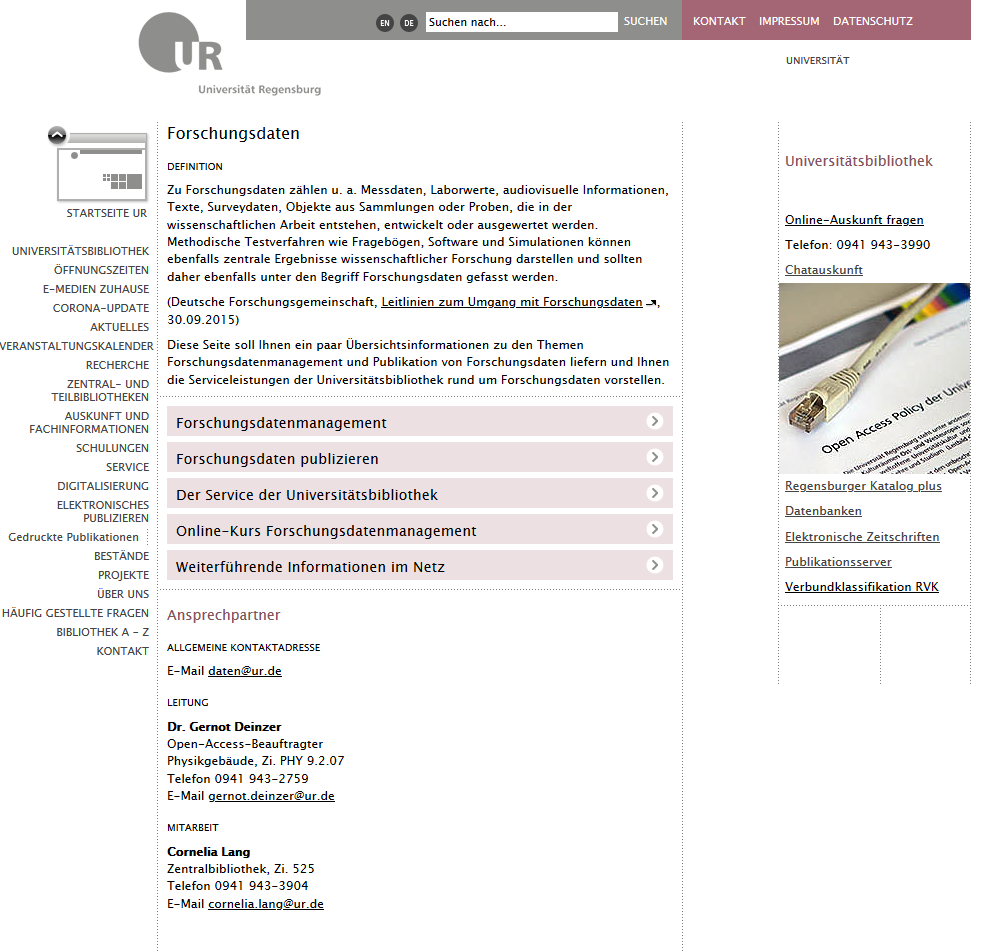 EN
DE
Suchen nach...
SUCHEN
KONTAKT
IMPRESSUM
DATENSCHUTZ
UR
Universität Regensburg
UNIVERSITÄT
STARTSEITE UR
UNIVERSITÄTSBIBLIOTHEK
ÖFFNUNGSZEITEN
E-MEDIEN ZUHAUSE
CORONA-UPDATE
AKTUELLES
VERANSTALTUNGSKALENDER
RECHERCHE
ZENTRAL- UND
TEILBIBLIOTHEKEN
AUSKUNFT UND
FACHINFORMATIONEN
SCHULUNGEN
SERVICE
DIGITALISIERUNG
ELEKTRONISCHES
PUBLIZIEREN
Gedruckte Publikationen
BESTÄNDE
PROJEKTE
ÜBER UNS
HÄUFIG GESTELLTE FRAGEN
BIBLIOTHEK A - Z
KONTAKT
Forschungsdaten
DEFINITION
Zu Forschungsdaten zählen u. a. Messdaten, Laborwerte, audiovisuelle Informationen,
Texte, Surveydaten, Objekte aus Sammlungen oder Proben, die in der
wissenschaftlichen Arbeit entstehen, entwickelt oder ausgewertet werden.
Methodische Testverfahren wie Fragebögen, Software und Simulationen können
ebenfalls zentrale Ergebnisse wissenschaftlicher Forschung darstellen und sollten
daher ebenfalls unter den Begriff Forschungsdaten gefasst werden.
(Deutsche Forschungsgemeinschaft, Leitlinien zum Umgang mit Forschungsdaten,
30.09.2015)
Diese Seite soll Ihnen ein paar Übersichtsinformationen zu den Themen
Forschungsdatenmanagement und Publikation von Forschungsdaten liefern und Ihnen
die Serviceleistungen der Universitätsbibliothek rund um Forschungsdaten vorstellen.
Forschungsdatenmanagement
Forschungsdaten publizieren
Der Service der Universitätsbibliothek
Online-Kurs Forschungsdatenmanagement
Weiterführende Informationen im Netz
Ansprechpartner
ALLGEMEINE KONTAKTADRESSE
E-Mail daten@ur.de
LEITUNG
Dr. Gernot Deinzer
Open-Access-Beauftragter
Physikgebäude, Zi. PHY 9.2.07
Telefon 0941 943-2759
E-Mail gernot.deinzer@ur.de
MITARBEIT
Cornelia Lang
Zentralbibliothek, Zi. 525
Telefon 0941 943-3904
E-Mail cornelia.lang@ur.de
Universitätsbibliothek
Online-Auskunft fragen
Telefon: 0941 943-3990
Chatauskunft
Open Access Policy der Univer
Regensburger Katalog plus
Datenbanken
Elektronische Zeitschriften
Publikationsserver
Verbundklassifikation RVK